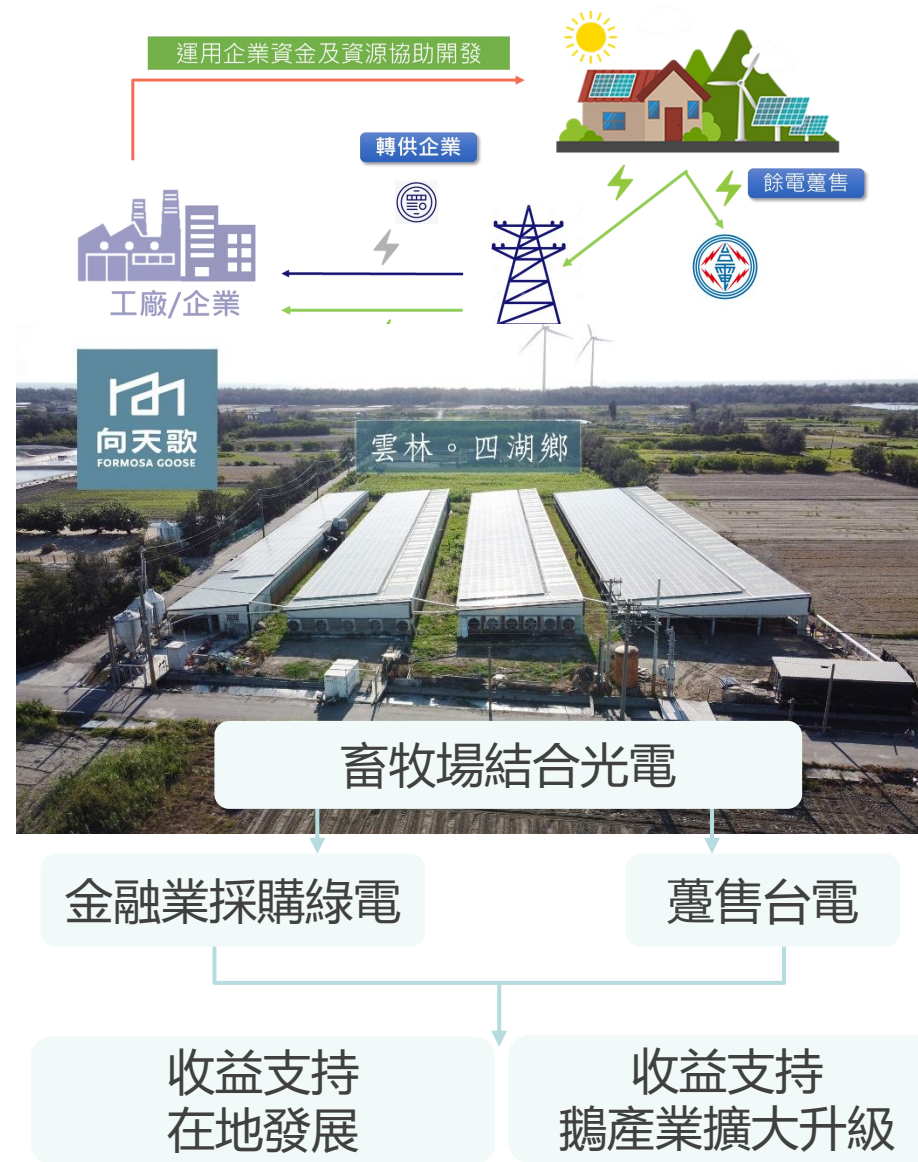 運用企業資金及資源協助開發
轉供企業
餘電躉售
台電
工廠/企業
向天歌
FORMOSA GOOSE
雲林。四湖鄉
畜牧場結合光電
金融業採購綠電
躉售台電
收益支持
在地發展
收益支持
鵝產業擴大升級